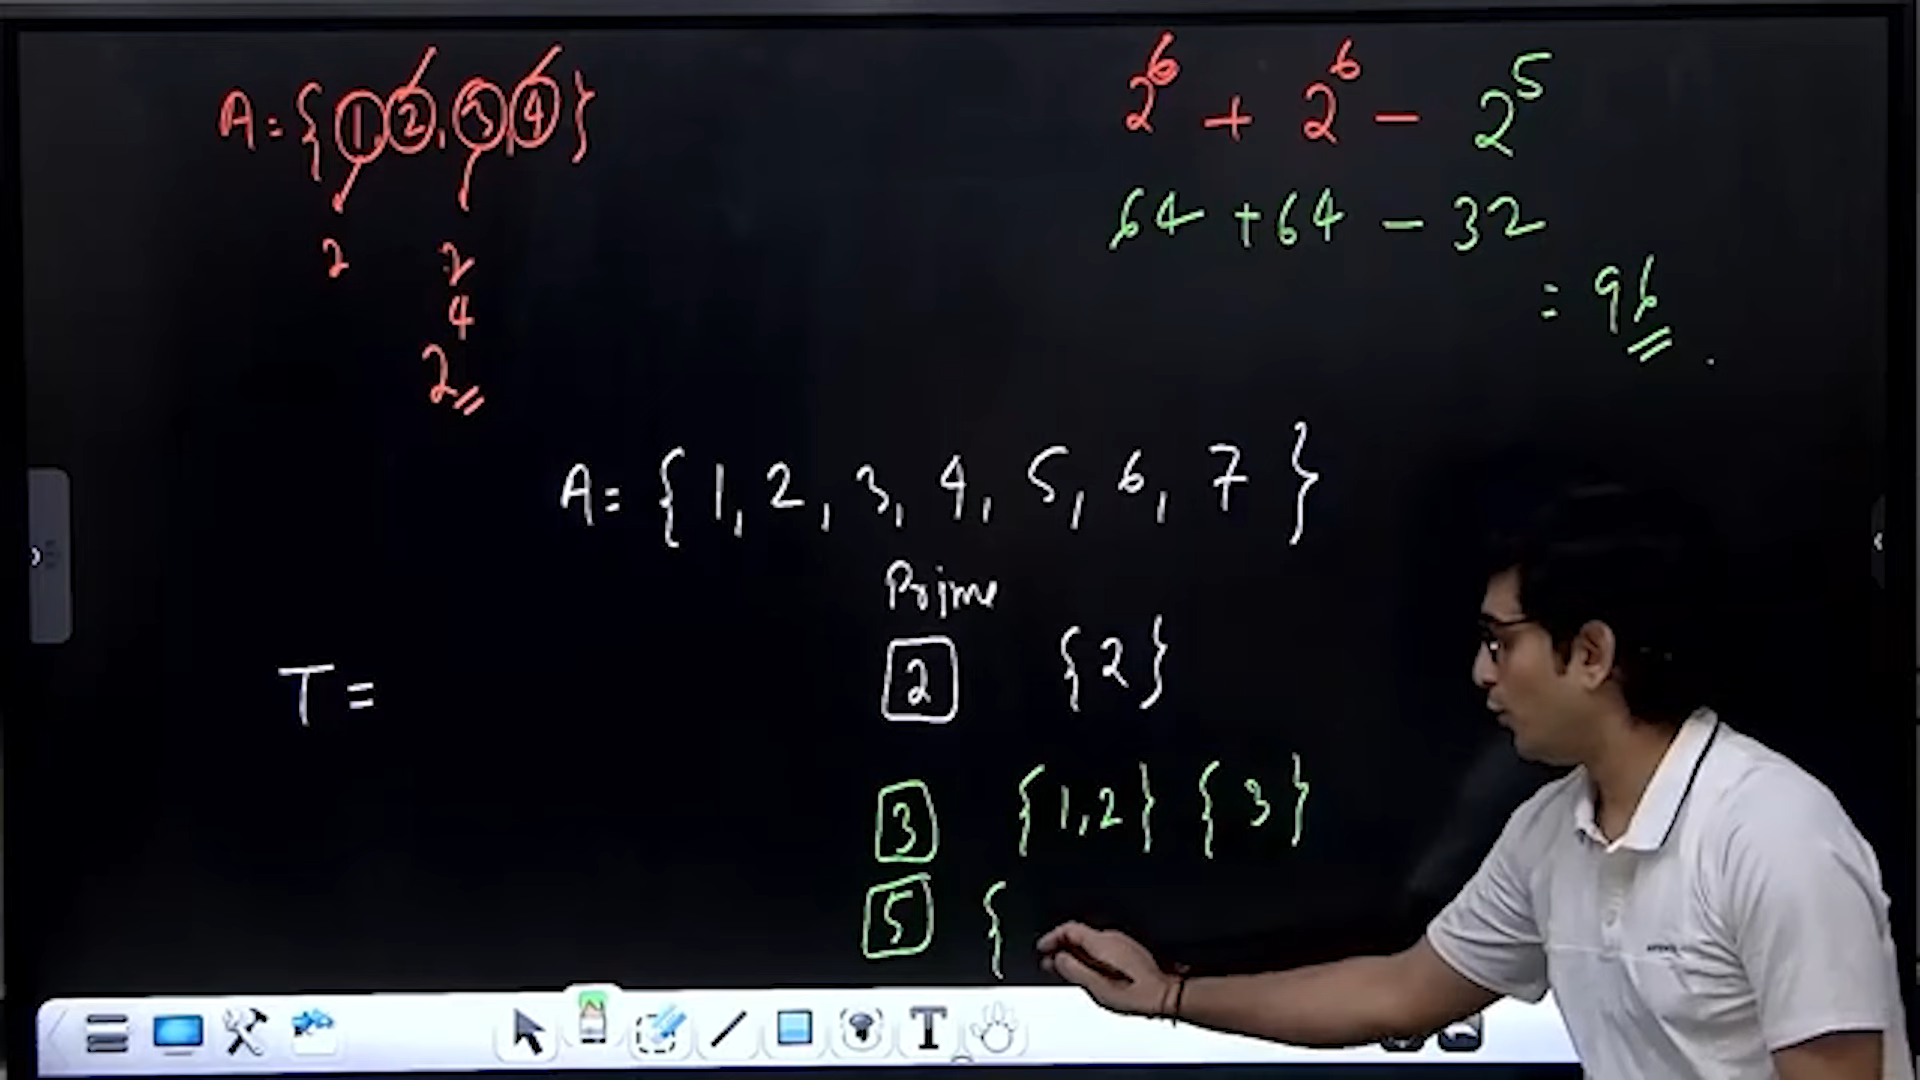 A = { 1, 2, 3, 4 }
2
2
4
2
2^6 + 2^6 - 2^5
64 + 64 - 32
= 96
A = { 1, 2, 3, 4, 5, 6, 7 }
Prime
T =
2 {2}
3 {1,2} {3}
5 {
T